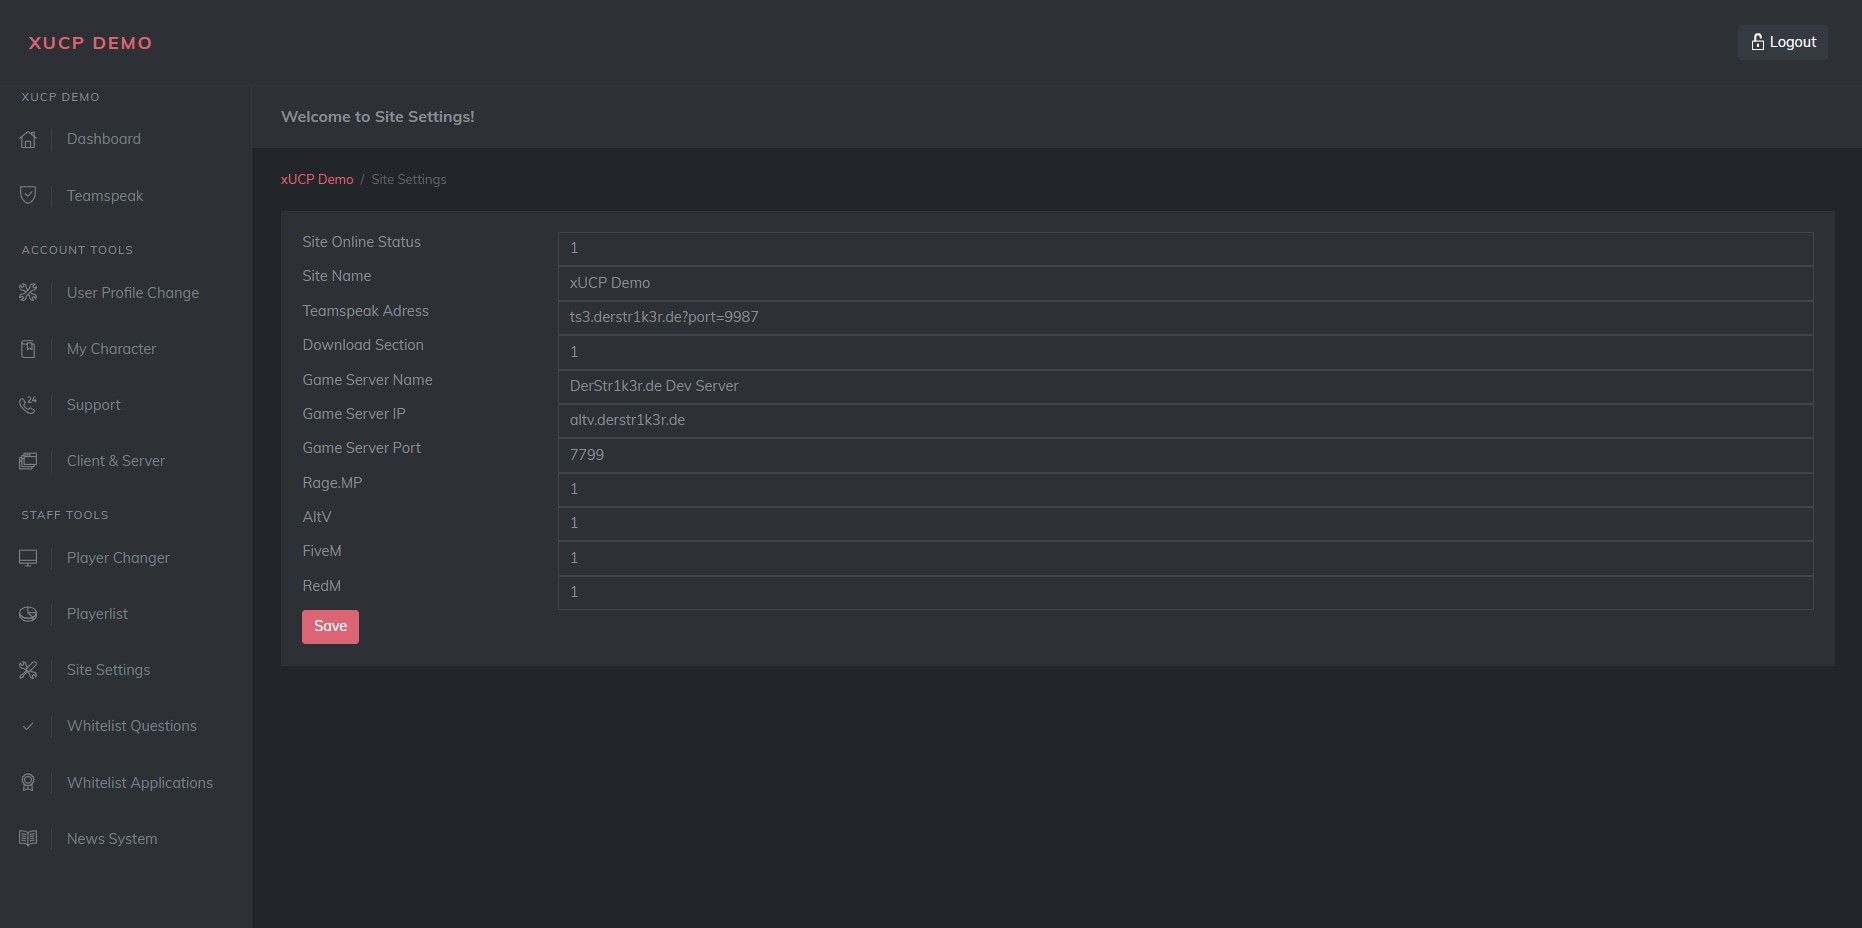 XUCP DEMO
Logout
XUCP DEMO
Dashboard
Teamspeak
ACCOUNT TOOLS
User Profile Change
My Character
24
Support
Client & Server
STAFF TOOLS
Player Changer
Playerlist
Site Settings
Whitelist Questions
Whitelist Applications
News System
Welcome to Site Settings!
xUCP Demo / Site Settings
Site Online Status 1
Site Name xUCP Demo
Teamspeak Adress ts3.derstr1k3r.de?port=9987
Download Section 1
Game Server Name DerStr1k3r.de Dev Server
Game Server IP altv.derstr1k3r.de
Game Server Port 7799
Rage.MP 1
AltV 1
FiveM 1
RedM 1
Save